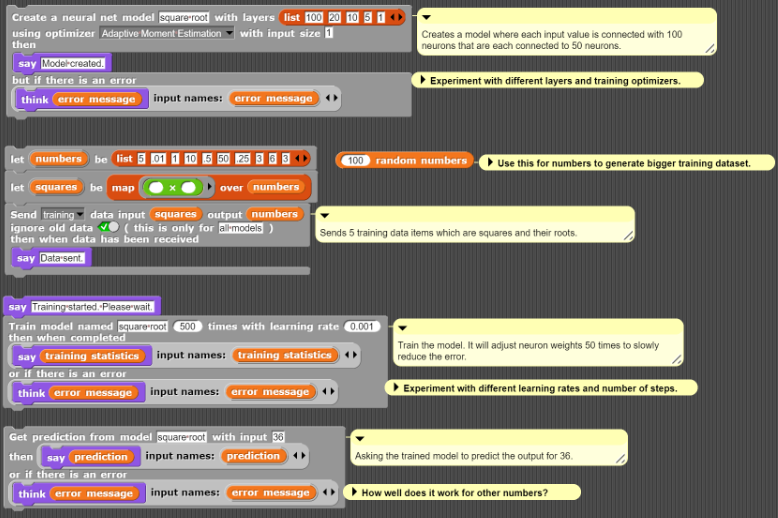 Create a neural net model square·root with layers list 100 20 10 5 1
using optimizer Adaptive·Moment·Estimation with input size 1
then
say Model·created.
but if there is an error
think error message input names: error message
Creates a model where each input value is connected with 100
neurons that are each connected to 50 neurons.
Experiment with different layers and training optimizers.
let numbers be list 5 .01 1 10 .5 50 .25 3 6 3
let squares be map × over numbers
Send training data input squares output numbers
ignore old data ( this is only for all·models )
then when data has been received
say Data·sent.
100 random numbers
Use this for numbers to generate bigger training dataset.
Sends 5 training data items which are squares and their roots.
say Training·started.·Please·wait.
Train model named square·root 500 times with learning rate 0.001
then when completed
say training statistics input names: training statistics
or if there is an error
think error message input names: error message
Train the model. It will adjust neuron weights 50 times to slowly
reduce the error.
Experiment with different learning rates and number of steps.
Get prediction from model square·root with input 36
then say prediction input names: prediction
or if there is an error
think error message input names: error message
Asking the trained model to predict the output for 36.
How well does it work for other numbers?